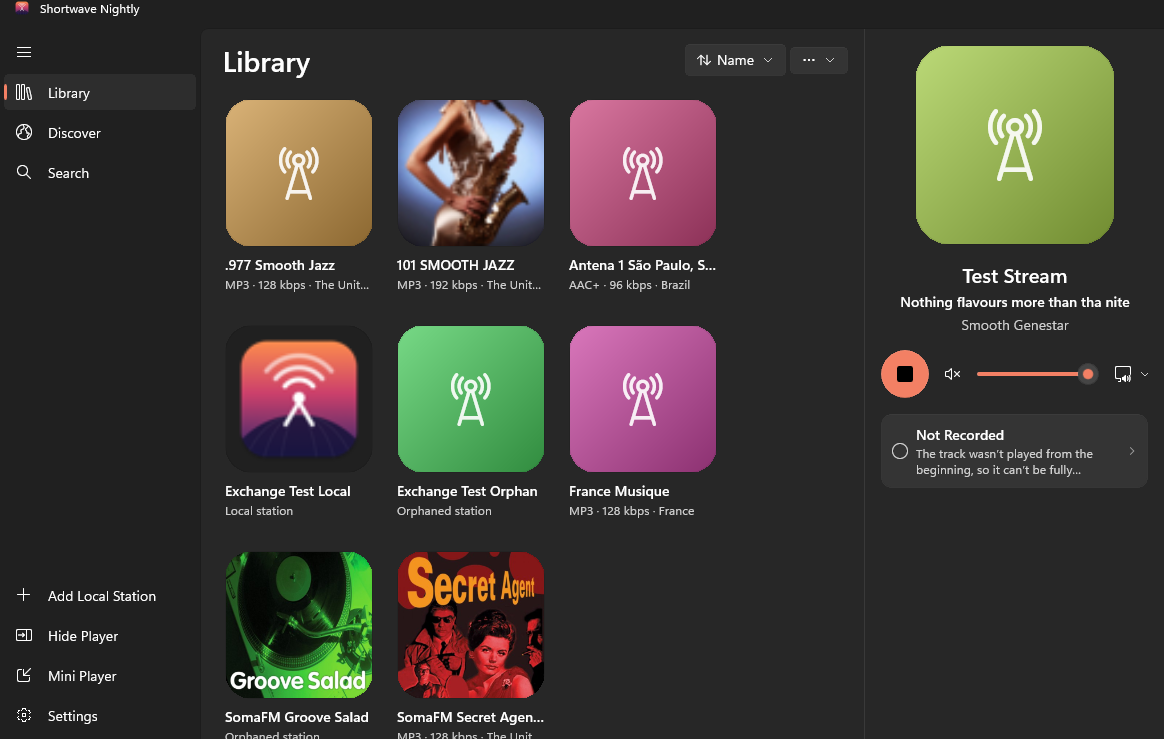 Shortwave Nightly
Library
Discover
Search
Add Local Station
Hide Player
Mini Player
Settings
Library
Name
.977 Smooth Jazz
MP3 · 128 kbps · The Unit...
101 SMOOTH JAZZ
MP3 · 192 kbps · The Unit...
Antena 1 São Paulo, S...
AAC+ · 96 kbps · Brazil
Exchange Test Local
Local station
Exchange Test Orphan
Orphaned station
France Musique
MP3 · 128 kbps · France
Groove Salad
SomaFM Groove Salad
Orphaned station
Secret Agent
SomaFM Secret Agen...
MP3 · 128 kbps · The Unit...
Test Stream
Nothing flavours more than tha nite
Smooth Genestar
Not Recorded
The track wasn't played from the
beginning, so it can't be fully...